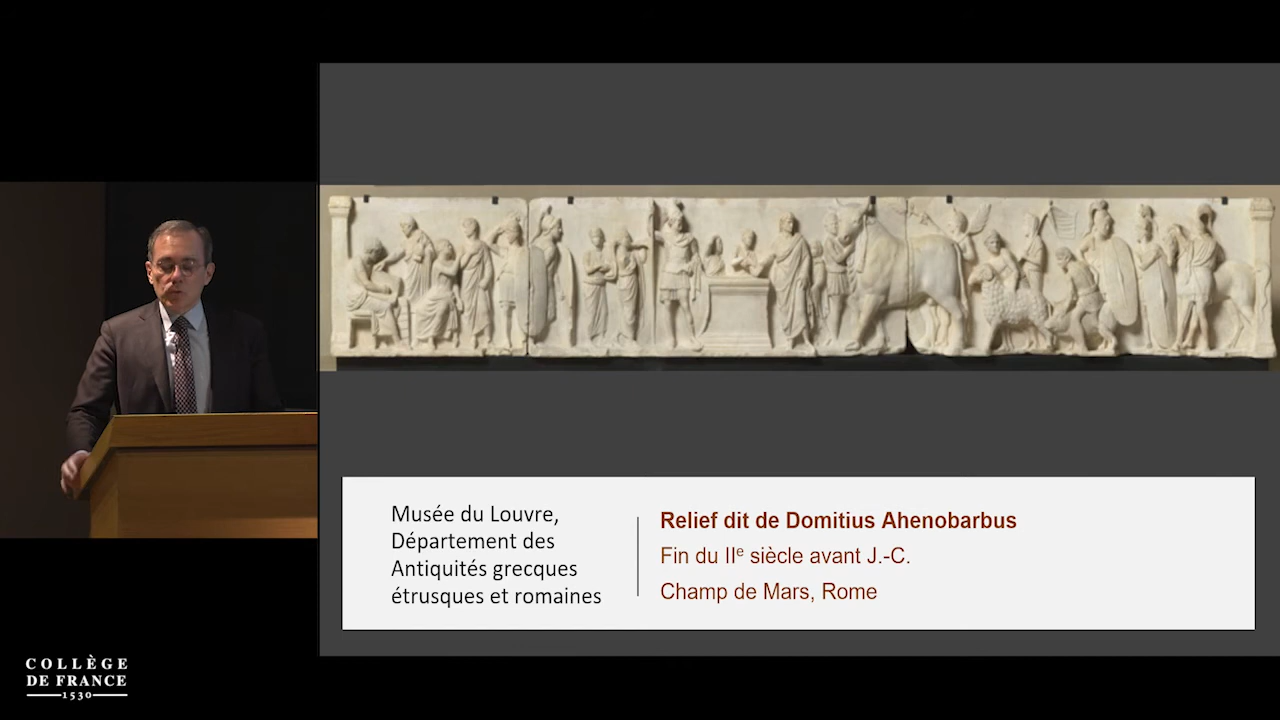 Musée du Louvre,
Département des
Antiquités grecques
étrusques et romaines
Relief dit de Domitius Ahenobarbus
Fin du IIe siècle avant J.-C.
Champ de Mars, Rome
COLLÈGE
DE FRANCE
1530